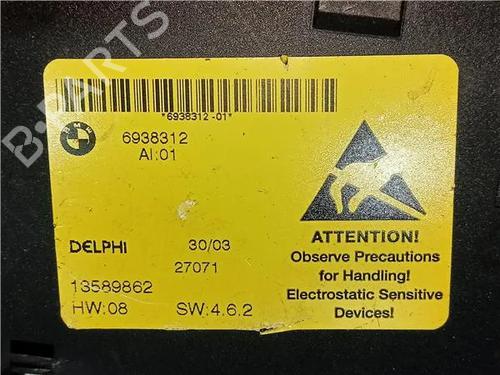 *6938312-01*
BMW
6938312
AI:01
DELPHI 30/03
27071
13589862
HW:08 SW:4.6.2
ATTENTION!
Observe Precautions
for Handling!
Electrostatic Sensitive
Devices!
B-PARTS